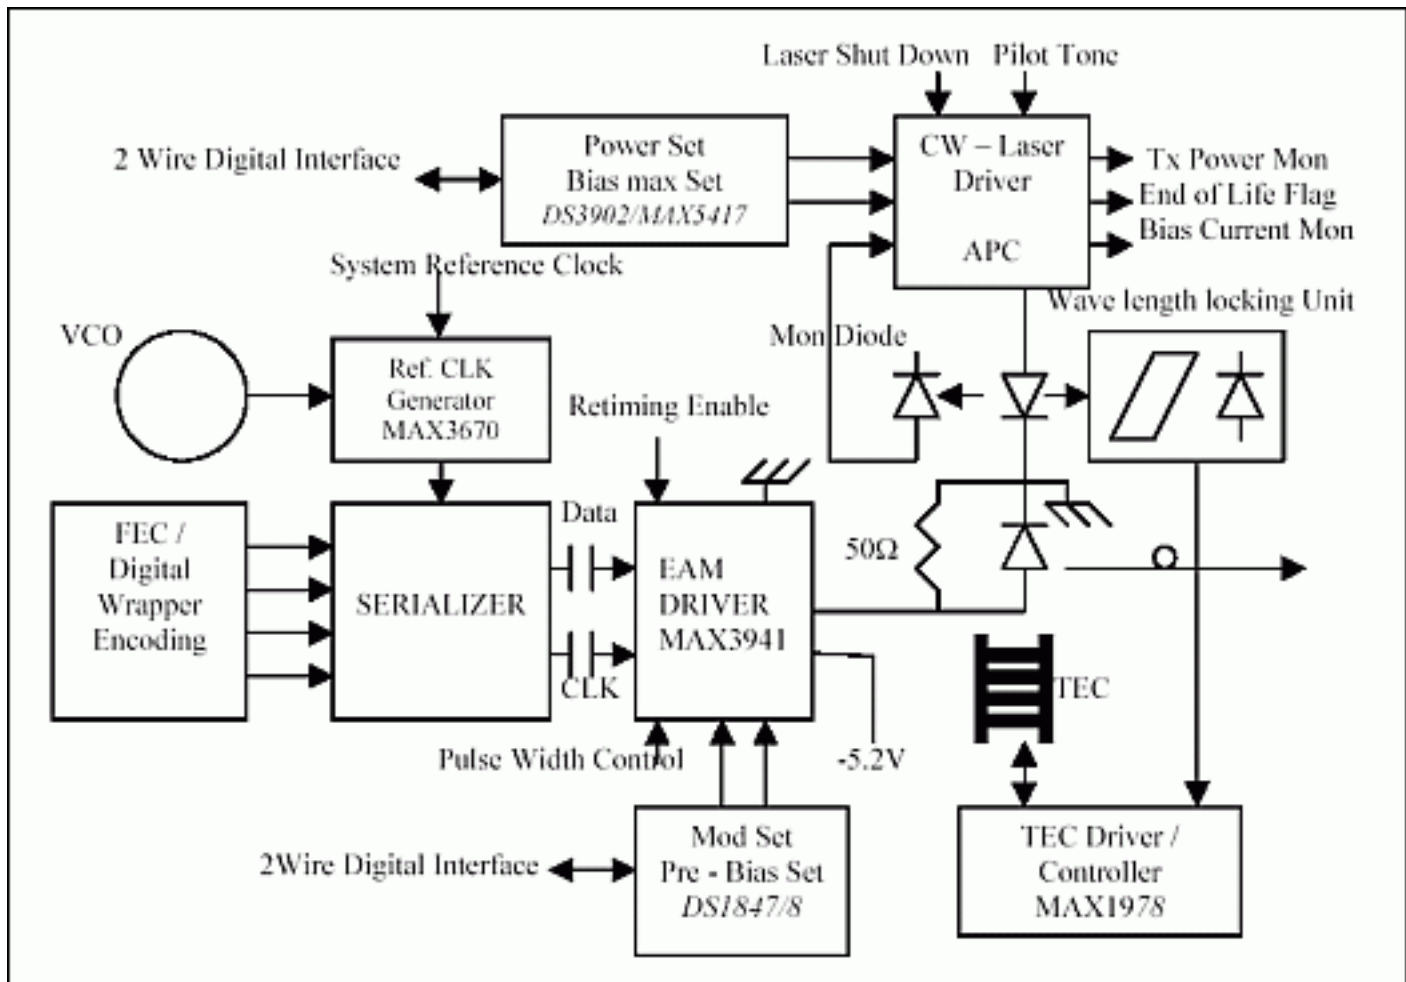 Laser Shut Down
Pilot Tone
2 Wire Digital Interface
Power Set
Bias max Set
DS3902/MAX5417
CW – Laser
Driver
APC
Tx Power Mon
End of Life Flag
Bias Current Mon
System Reference Clock
Wave length locking Unit
VCO
Mon Diode
Ref. CLK
Generator
MAX3670
Retiming Enable
FEC /
Digital
Wrapper
Encoding
SERIALIZER
Data
CLK
EAM
DRIVER
MAX3941
50Ω
TEC
Pulse Width Control
-5.2V
2Wire Digital Interface
Mod Set
Pre - Bias Set
DS1847/8
TEC Driver /
Controller
MAX1978